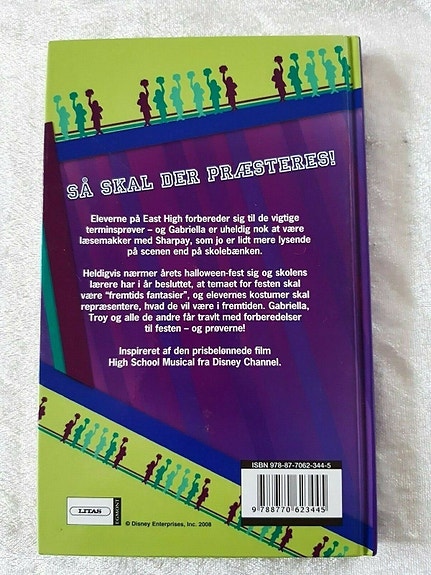 SÅ SKAL DER PRÆSTERES!
Eleverne på East High forbereder sig til de vigtige
terminsprøver – og Gabriella er uheldig nok at være
læsemakker med Sharpay, som jo er lidt mere lysende
på scenen end på skolebænken.
Heldigvis nærmer årets halloween-fest sig og skolens
lærere har i år besluttet, at temaet for festen skal
være "fremtids fantasier", og elevernes kostumer skal
repræsentere, hvad de vil være i fremtiden. Gabriella,
Troy og alle de andre får travlt med forberedelser
til festen – og prøverne!
Inspireret af den prisbelønnede film
High School Musical fra Disney Channel.
ISBN 978-87-7062-344-5
9 788770 623445
LITAS
EGMONT
© Disney Enterprises, Inc. 2008